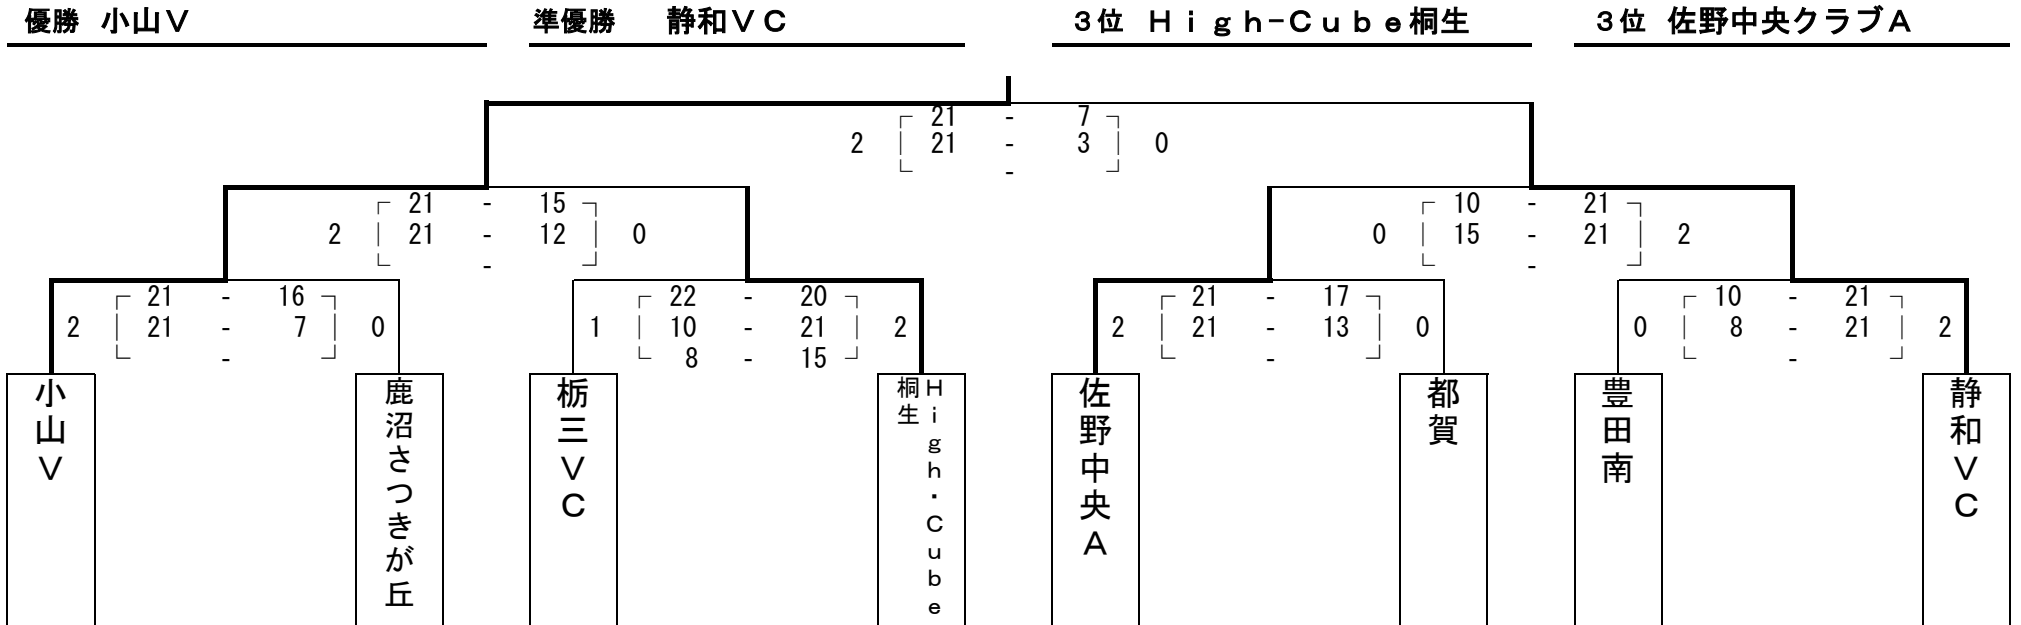 優勝 小山Ⅴ 準優勝 静和ＶＣ ３位 Ｈｉｇｈ−Ｃｕｂｅ桐生 ３位 佐野中央クラブＡ
21 - 7
2 21 - 3 0
-
21 - 15 10 - 21
2 21 - 12 0 0 15 - 21 2
- -
21 - 16 22 - 20 21 - 17 10 - 21
2 21 - 7 0 1 10 - 21 2 2 21 - 13 0 0 8 - 21 2
- 8 - 15 - -
小山Ⅴ
鹿沼さつきが丘
栃三ＶＣ
Ｈｉｇｈ・Ｃｕｂｅ
桐生
佐野中央Ａ
都賀
豊田南
静和ＶＣ